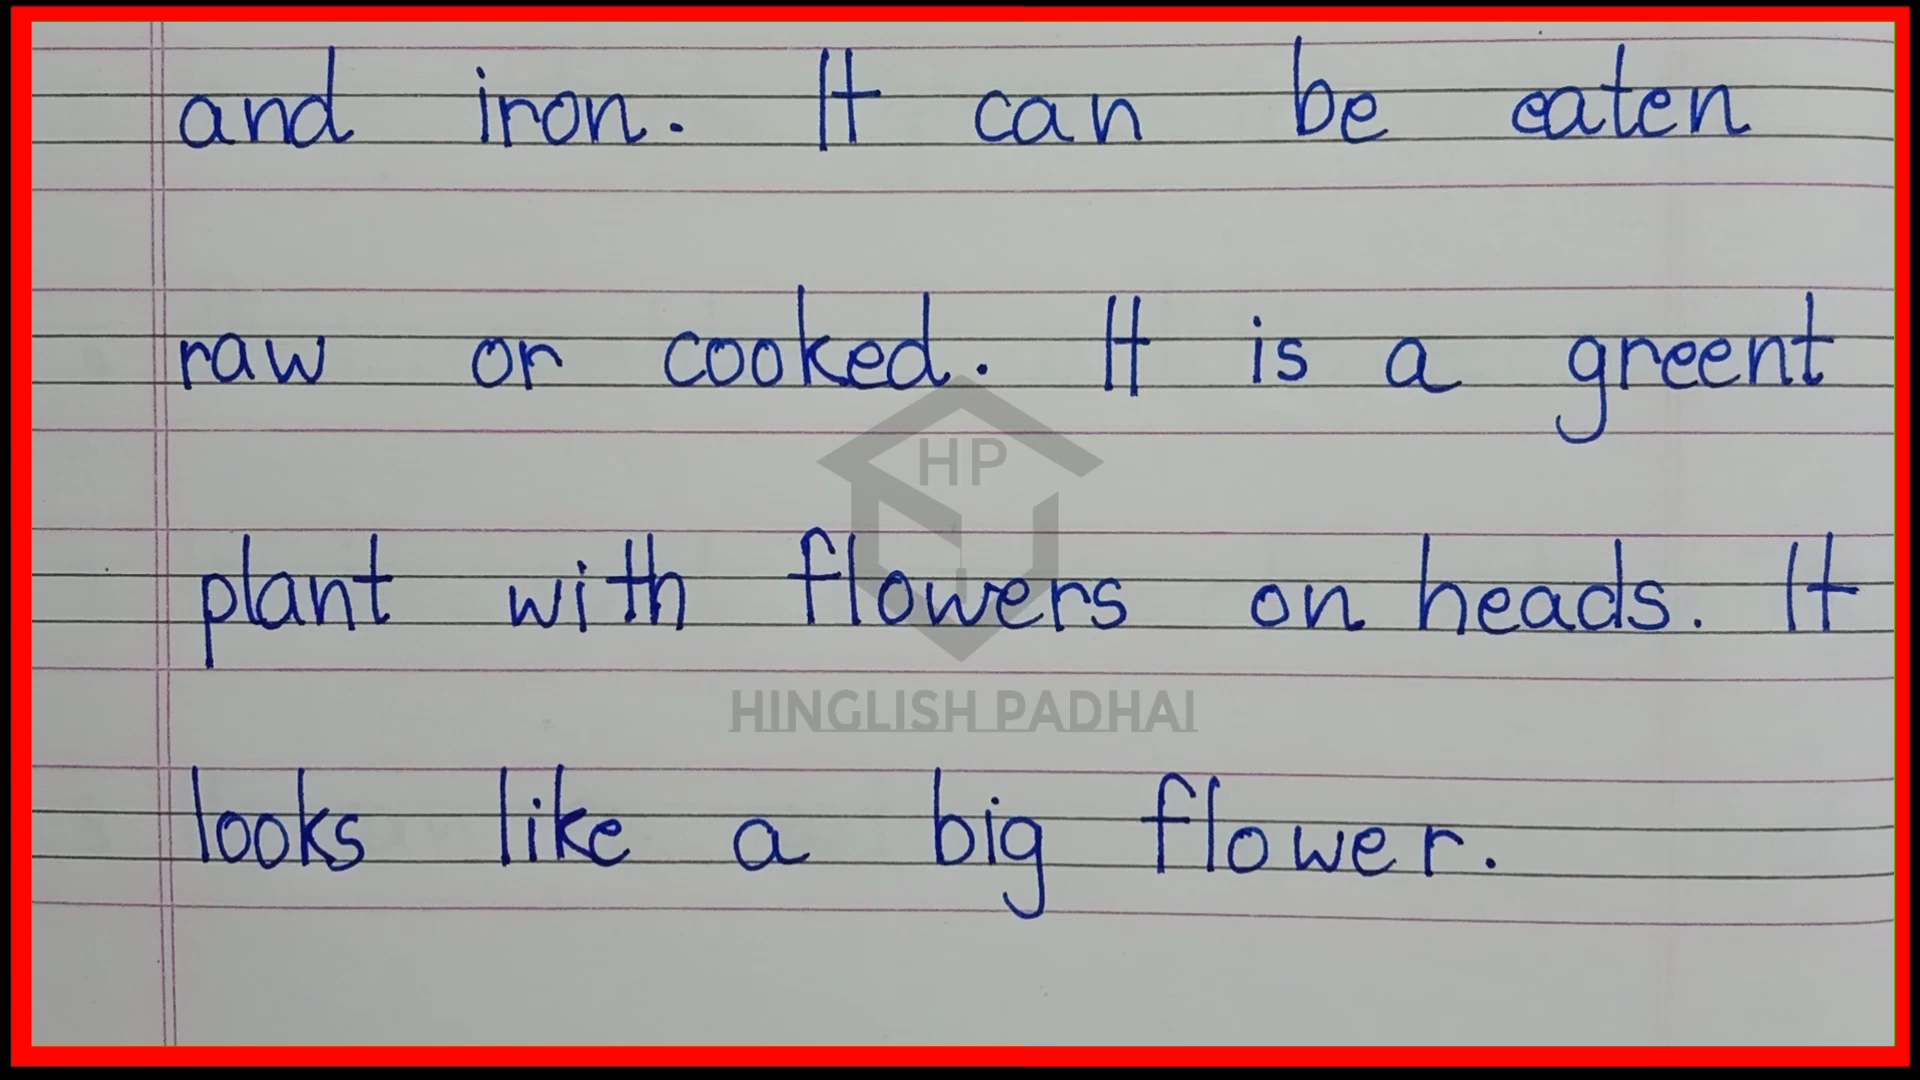 and iron. It can be eaten
raw or cooked. It is a greent
HP
plant with flowers on heads. It
HINGLISH PADHAI
looks like a big flower.